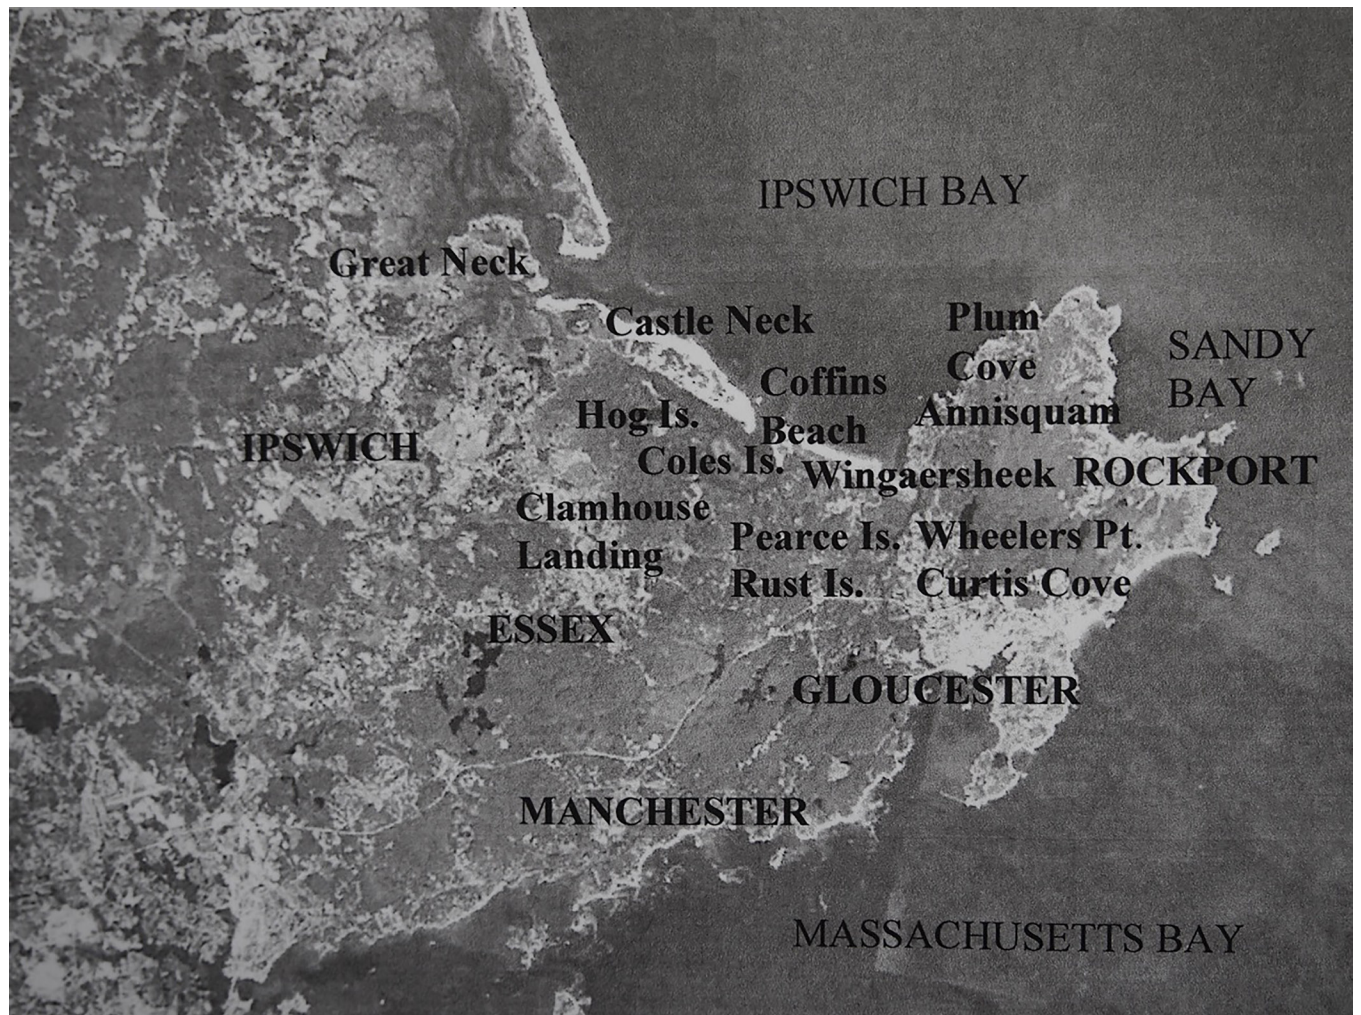 IPSWICH BAY
Great Neck
Castle Neck
Plum
Cove
SANDY
BAY
Coffins
Beach
Hog Is.
Annisquam
IPSWICH
Coles Is.
Wingaersheek
ROCKPORT
Clamhouse
Landing
Pearce Is.
Wheelers Pt.
Rust Is.
Curtis Cove
ESSEX
GLOUCESTER
MANCHESTER
MASSACHUSETTS BAY